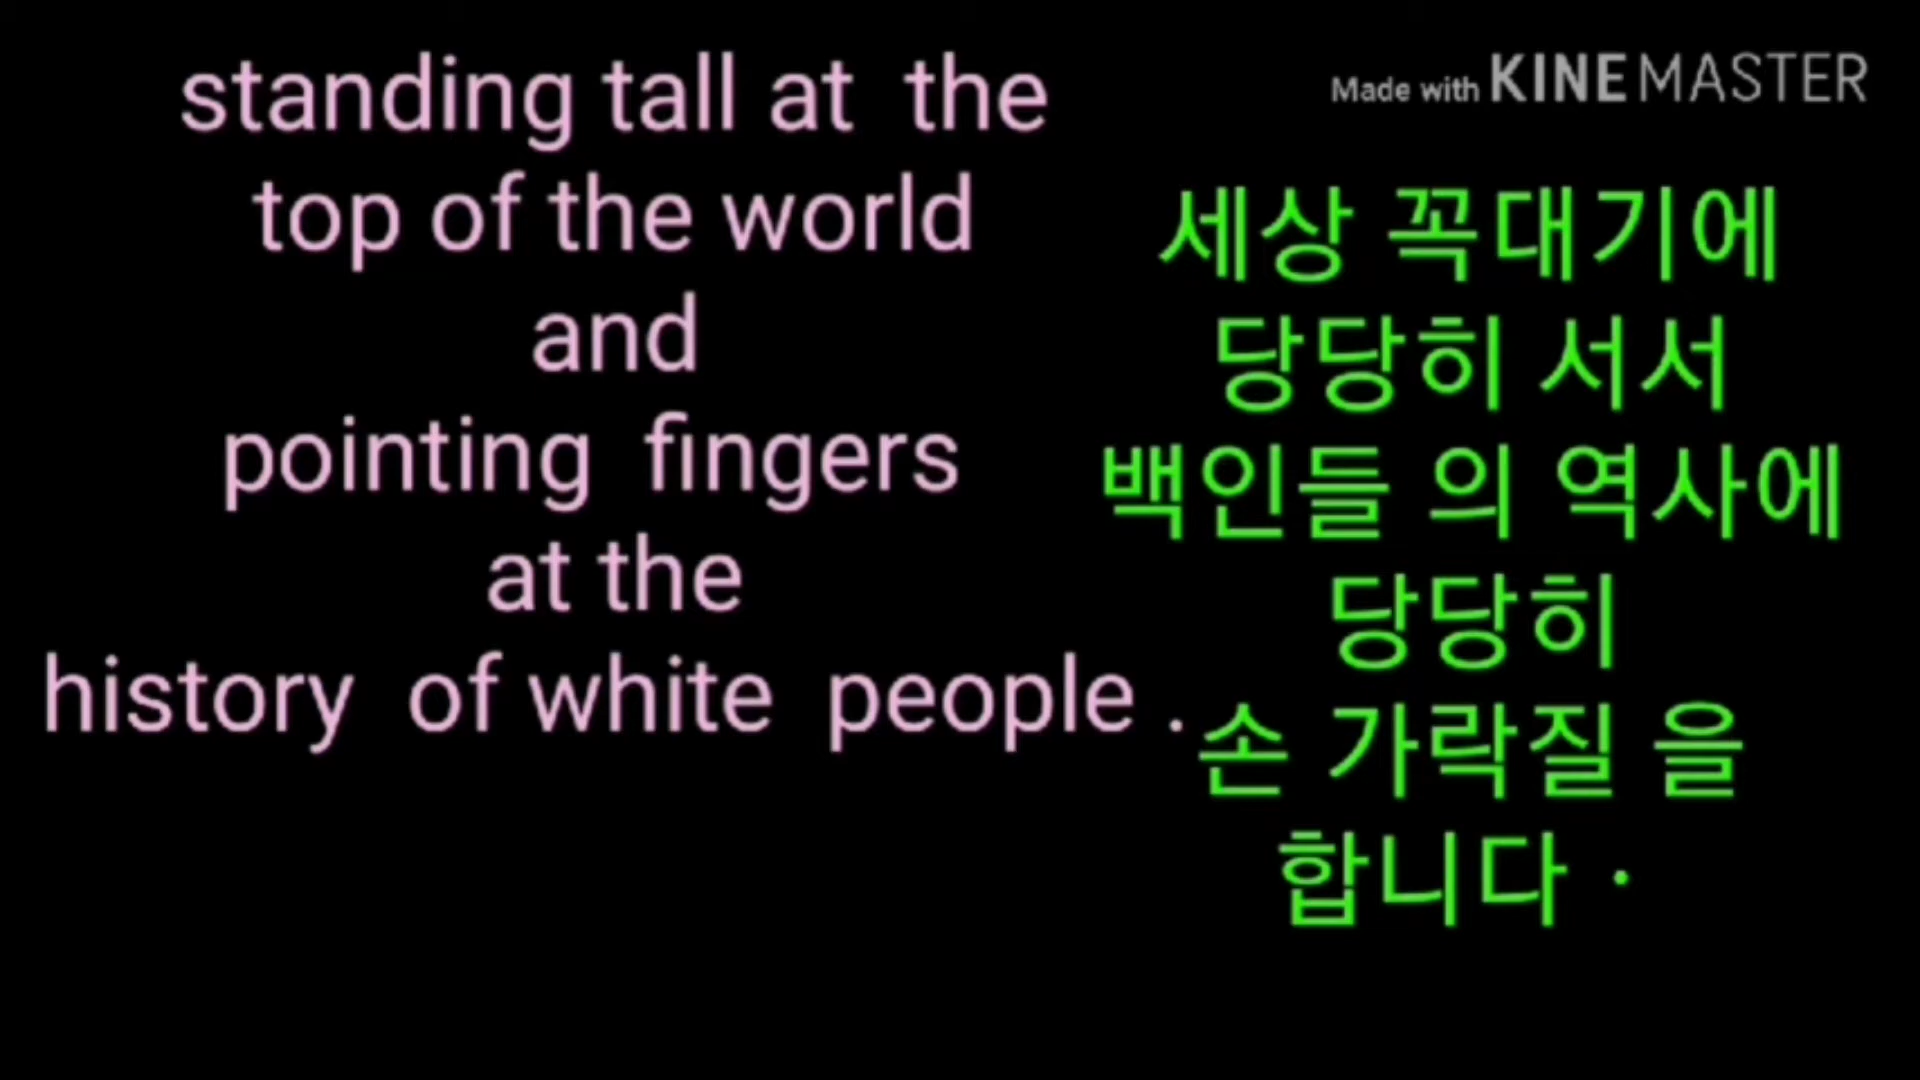 standing tall at the
top of the world
and
pointing fingers
at the
history of white people .
Made with KINEMASTER
세상 꼭대기에
당당히 서서
백인들 의 역사에
당당히
손 가락질 을
합니다 ·